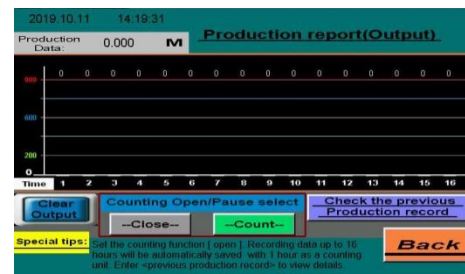 2019.10.11 14:19:31
Production Data: 0.000 M
Production report(Output)
0 0 0 0 0 0 0 0 0 0 0 0 0 0 0 0
900
600
200
0
Time 1 2 3 4 5 6 7 8 9 10 11 12 13 14 15 16
Clear Output
Counting Open/Pause select
--Close-- --Count--
Check the previous
Production record
Special tips:
Set the counting function [ open ]. Recording data up to 16
hours will be automatically saved with 1 hour as a counting
unit. Enter <previous production record> to view details
Back